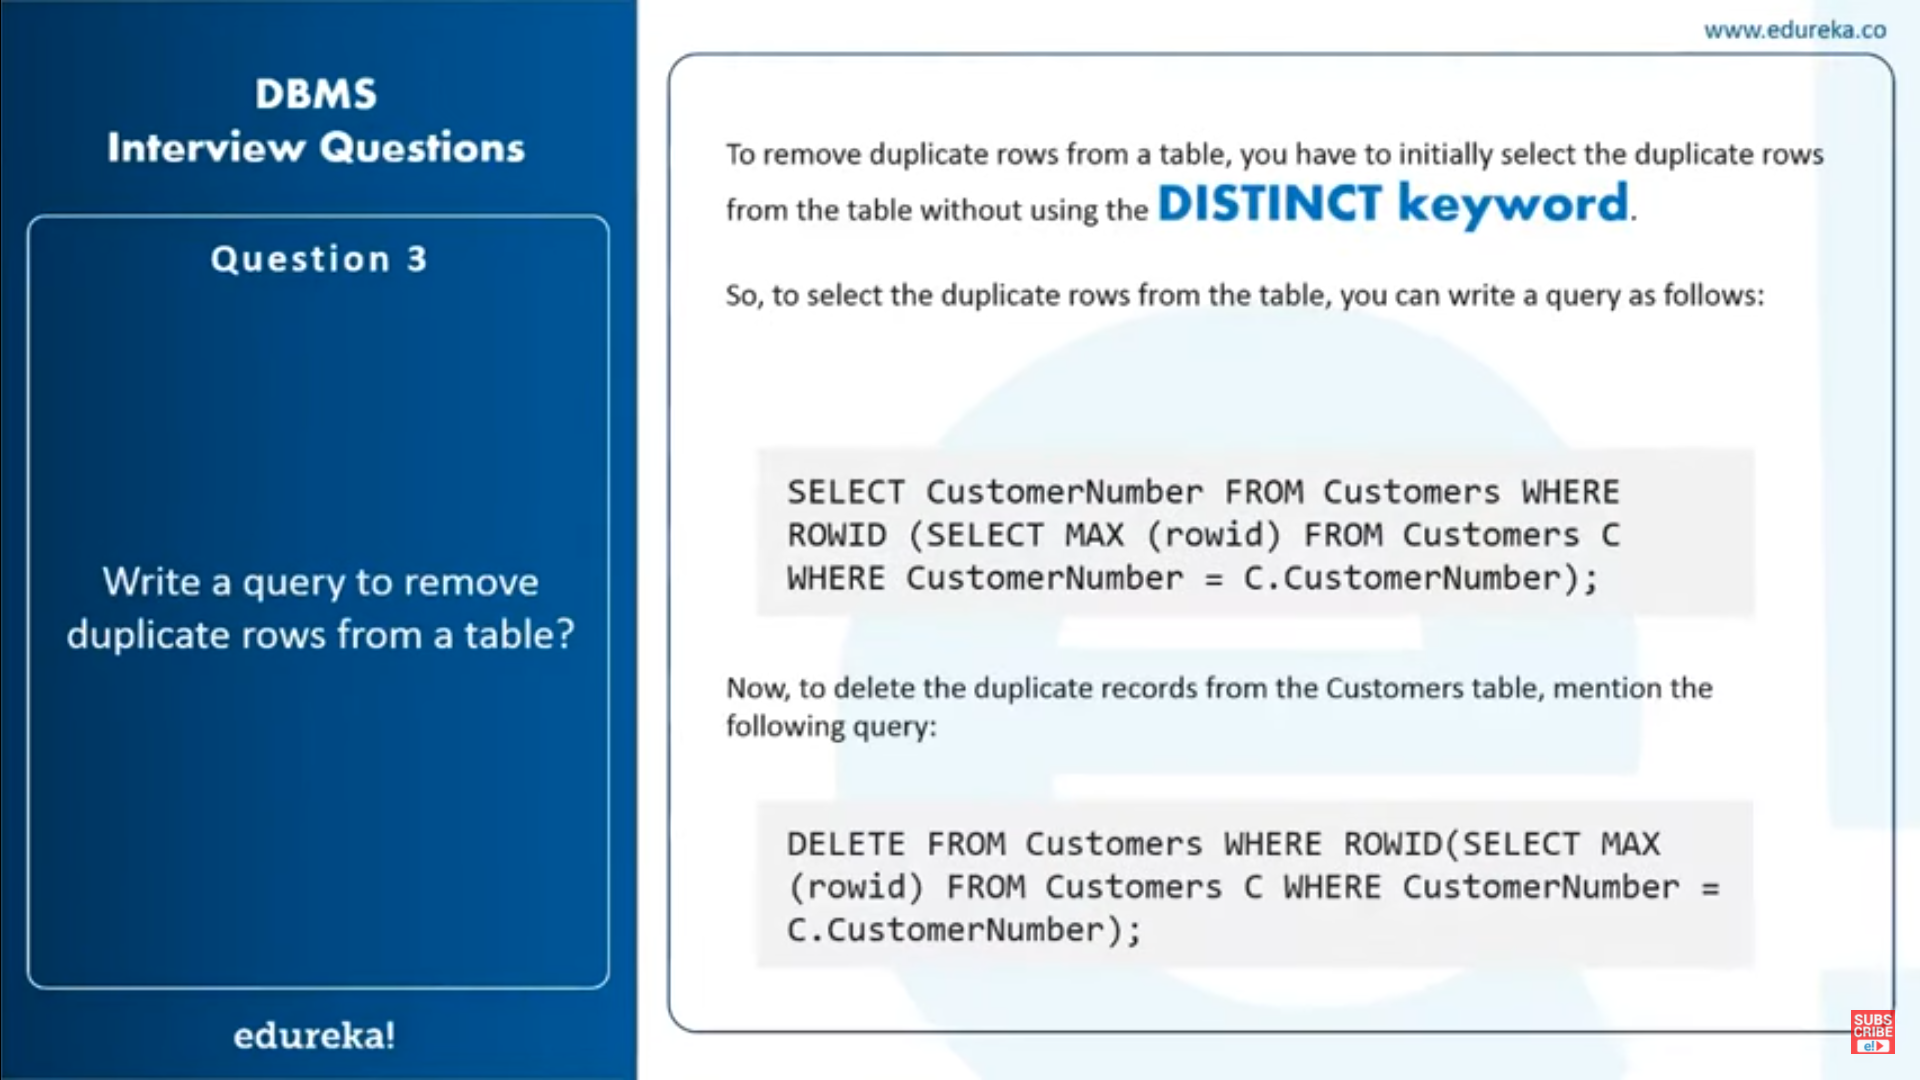 www.edureka.co
DBMS
Interview Questions
Question 3
Write a query to remove
duplicate rows from a table?
edureka!
To remove duplicate rows from a table, you have to initially select the duplicate rows
from the table without using the DISTINCT keyword.
So, to select the duplicate rows from the table, you can write a query as follows:
SELECT CustomerNumber FROM Customers WHERE
ROWID (SELECT MAX (rowid) FROM Customers C
WHERE CustomerNumber = C.CustomerNumber);
Now, to delete the duplicate records from the Customers table, mention the
following query:
DELETE FROM Customers WHERE ROWID(SELECT MAX
(rowid) FROM Customers C WHERE CustomerNumber =
C.CustomerNumber);
SUBS
CRIBE
e!